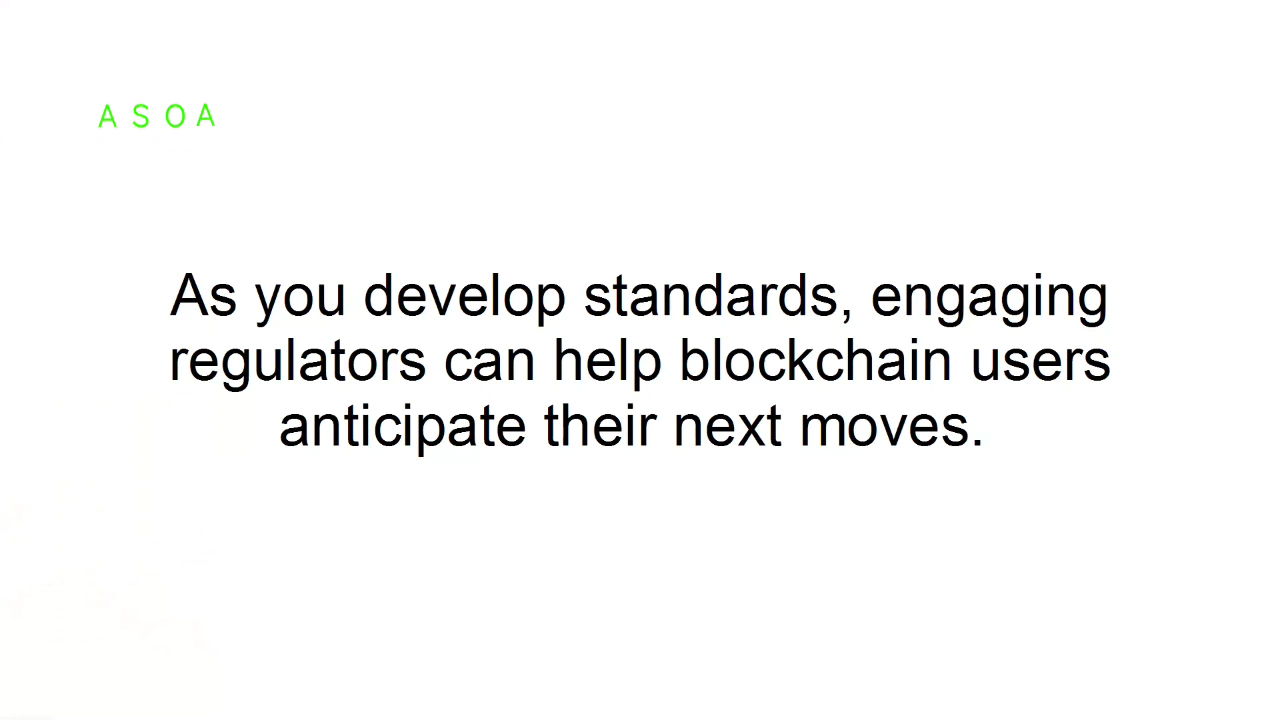 A S O A
As you develop standards, engaging
regulators can help blockchain users
anticipate their next moves.